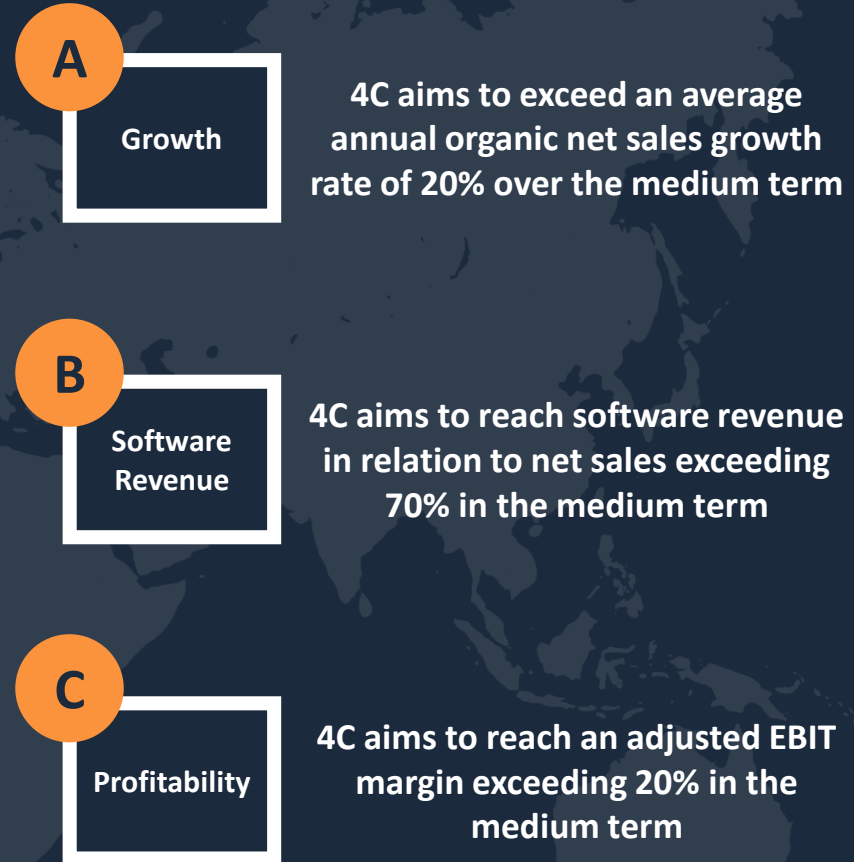 A
Growth
4C aims to exceed an average
annual organic net sales growth
rate of 20% over the medium term
B
Software
Revenue
4C aims to reach software revenue
in relation to net sales exceeding
70% in the medium term
C
Profitability
4C aims to reach an adjusted EBIT
margin exceeding 20% in the
medium term